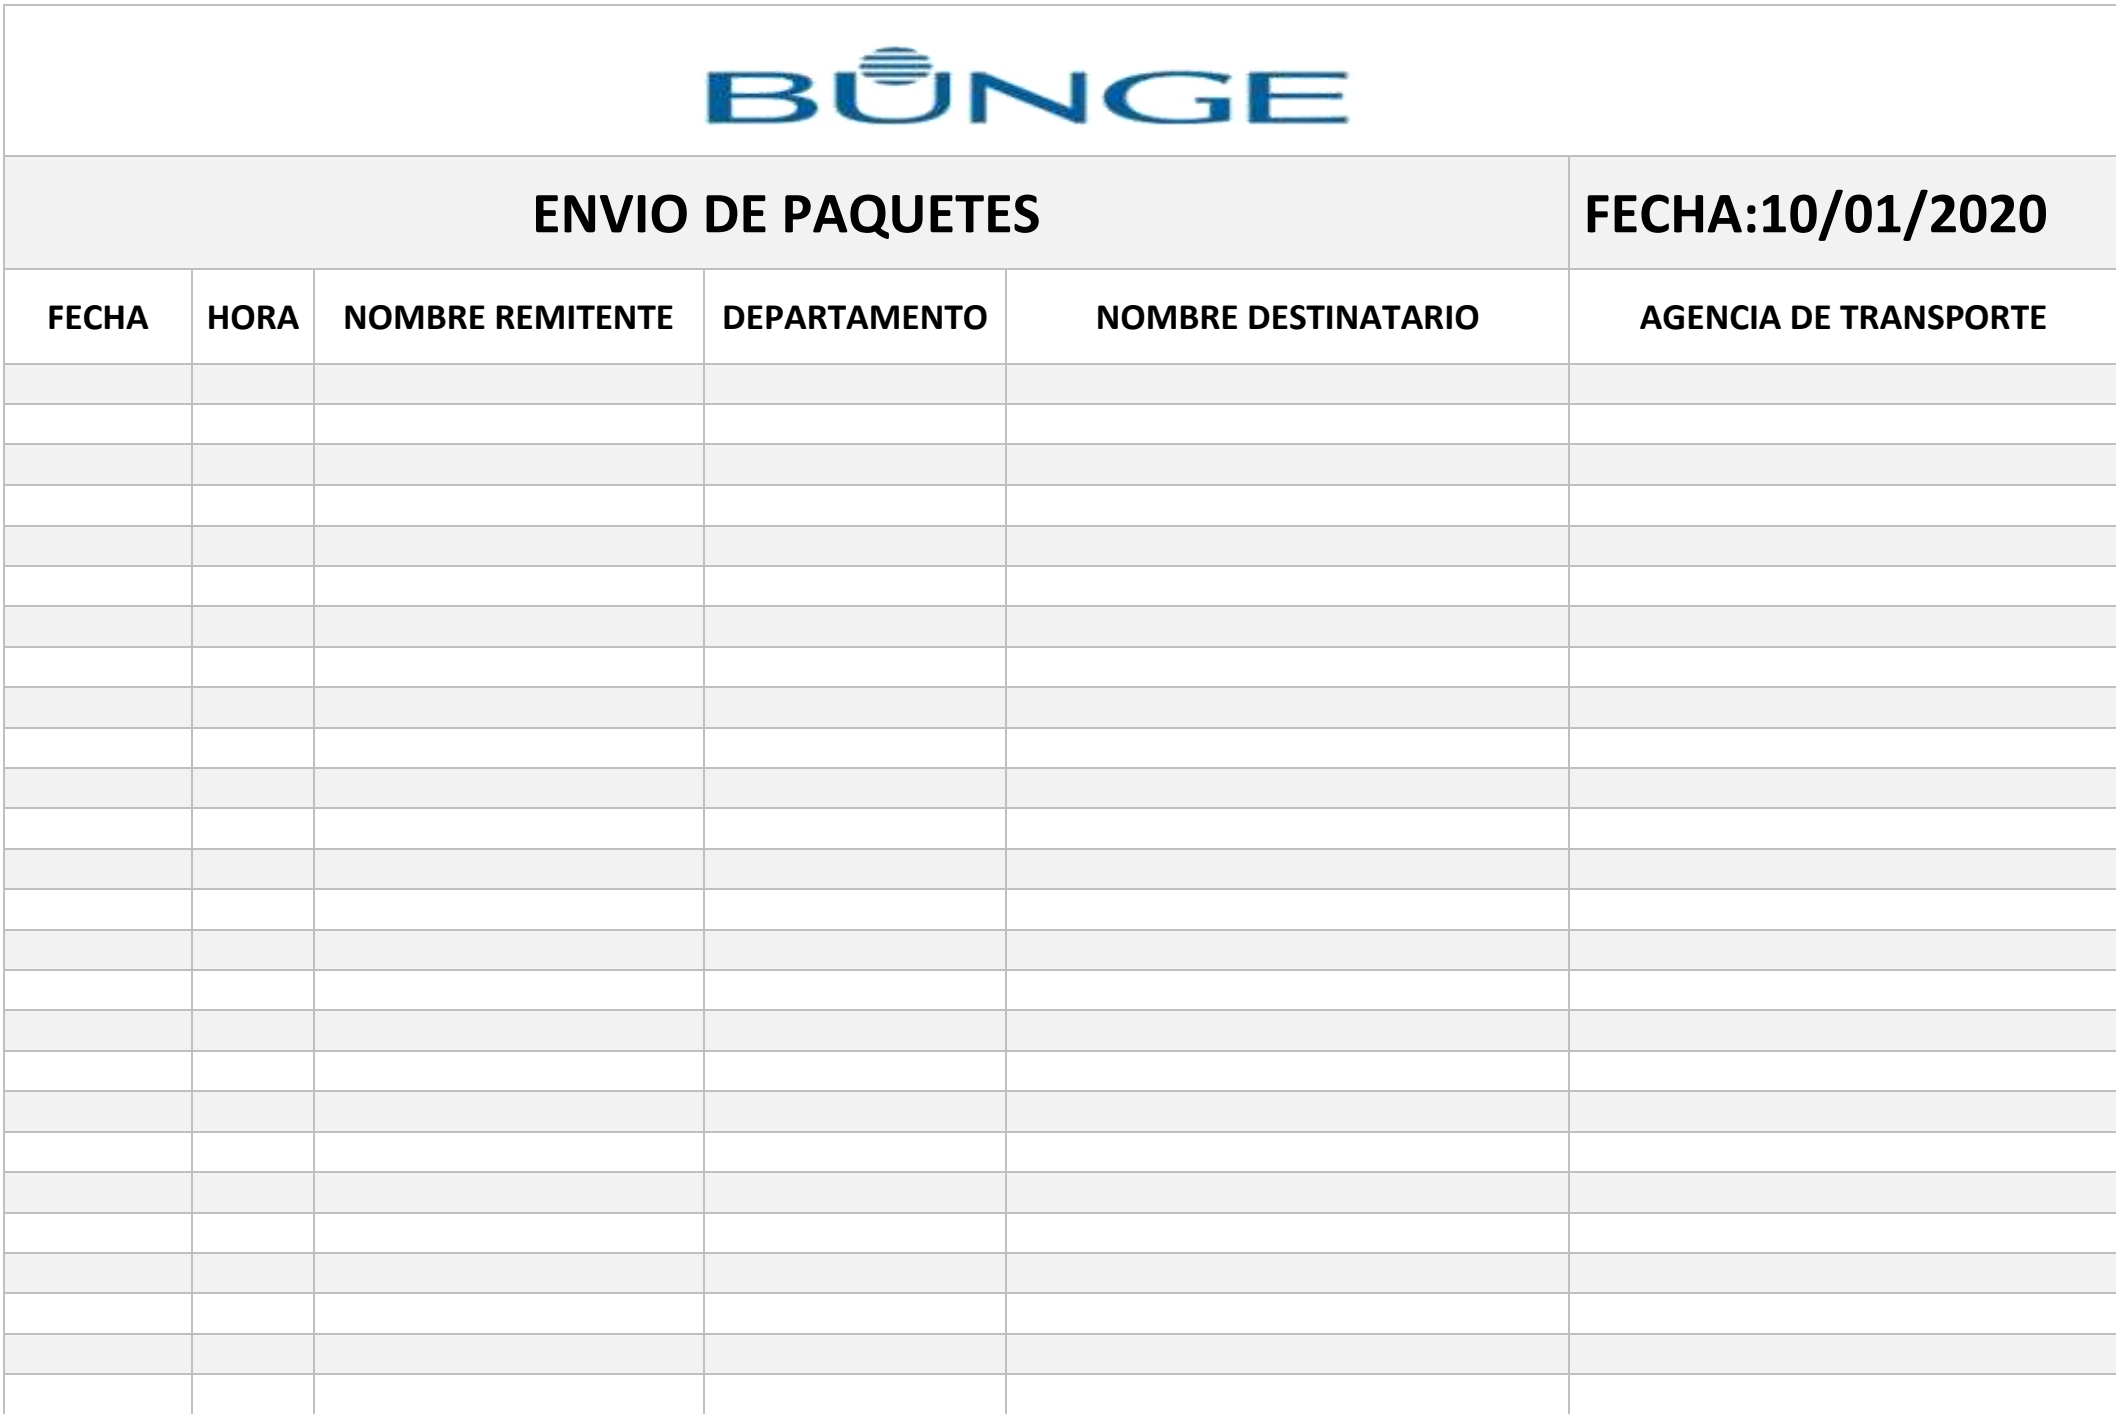 BUNGE
ENVIO DE PAQUETES
FECHA:10/01/2020
FECHA HORA NOMBRE REMITENTE DEPARTAMENTO NOMBRE DESTINATARIO AGENCIA DE TRANSPORTE